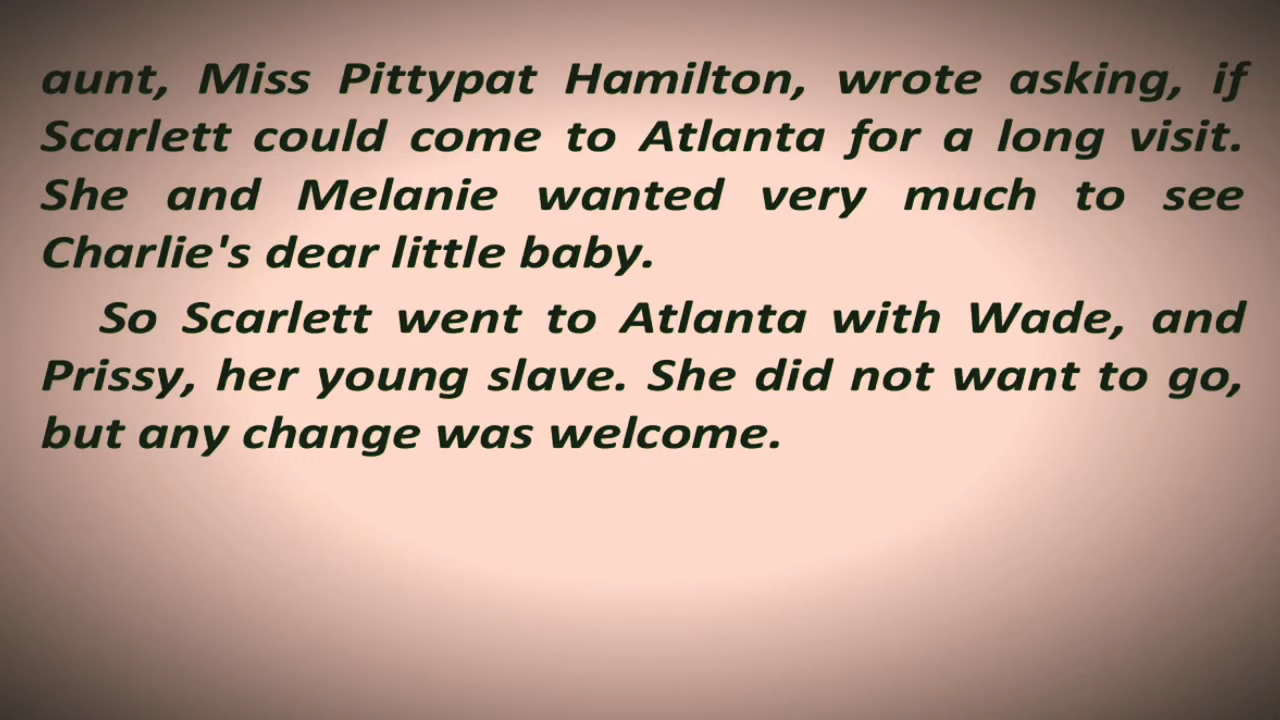 aunt, Miss Pittypat Hamilton, wrote asking, if
Scarlett could come to Atlanta for a long visit.
She and Melanie wanted very much to see
Charlie's dear little baby.
So Scarlett went to Atlanta with Wade, and
Prissy, her young slave. She did not want to go,
but any change was welcome.